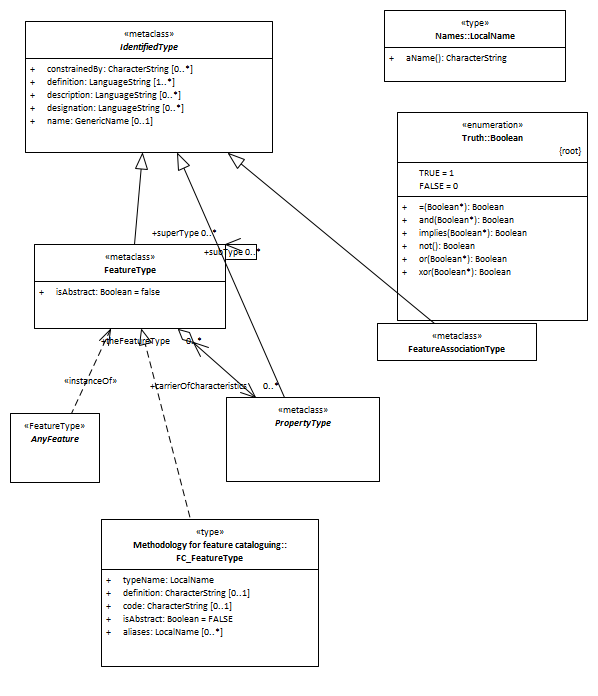 «metaclass»
IdentifiedType
+ constrainedBy: CharacterString [0..*]
+ definition: LanguageString [1..*]
+ description: LanguageString [0..*]
+ designation: LanguageString [0..*]
+ name: GenericName [0..1]
«type»
Names::LocalName
+ aName(): CharacterString
«enumeration»
Truth::Boolean
{root}
TRUE = 1
FALSE = 0
+ =(Boolean*): Boolean
+ and(Boolean*): Boolean
+ implies(Boolean*): Boolean
+ not(): Boolean
+ or(Boolean*): Boolean
+ xor(Boolean*): Boolean
+superType 0..*
+subType 0..*
«metaclass»
FeatureType
+ isAbstract: Boolean = false
«metaclass»
FeatureAssociationType
+theFeatureType 0..*
«instanceOf»
+carrierOfCharacteristics 0..*
«FeatureType»
AnyFeature
«metaclass»
PropertyType
«type»
Methodology for feature cataloguing::
FC_FeatureType
+ typeName: LocalName
+ definition: CharacterString [0..1]
+ code: CharacterString [0..1]
+ isAbstract: Boolean = FALSE
+ aliases: LocalName [0..*]